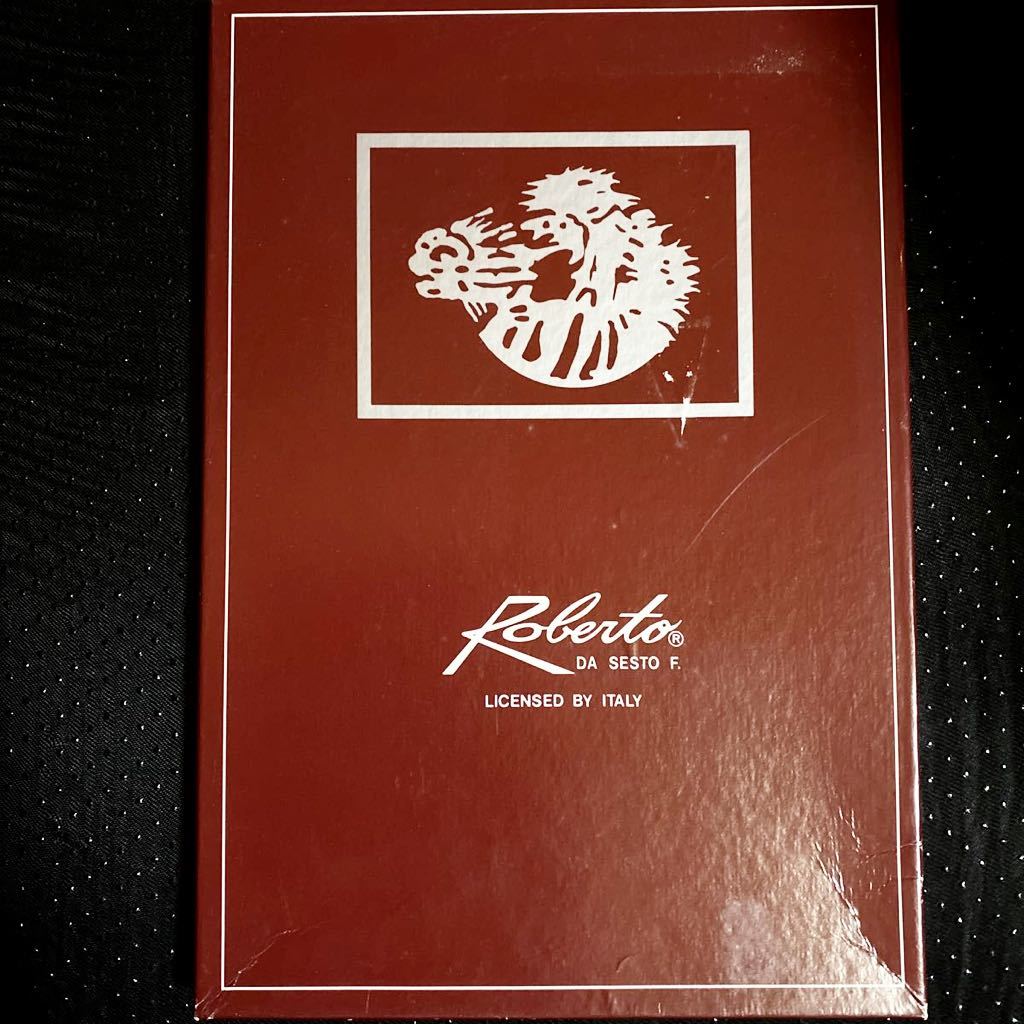 Roberto®
DA SESTO F.
LICENSED BY ITALY